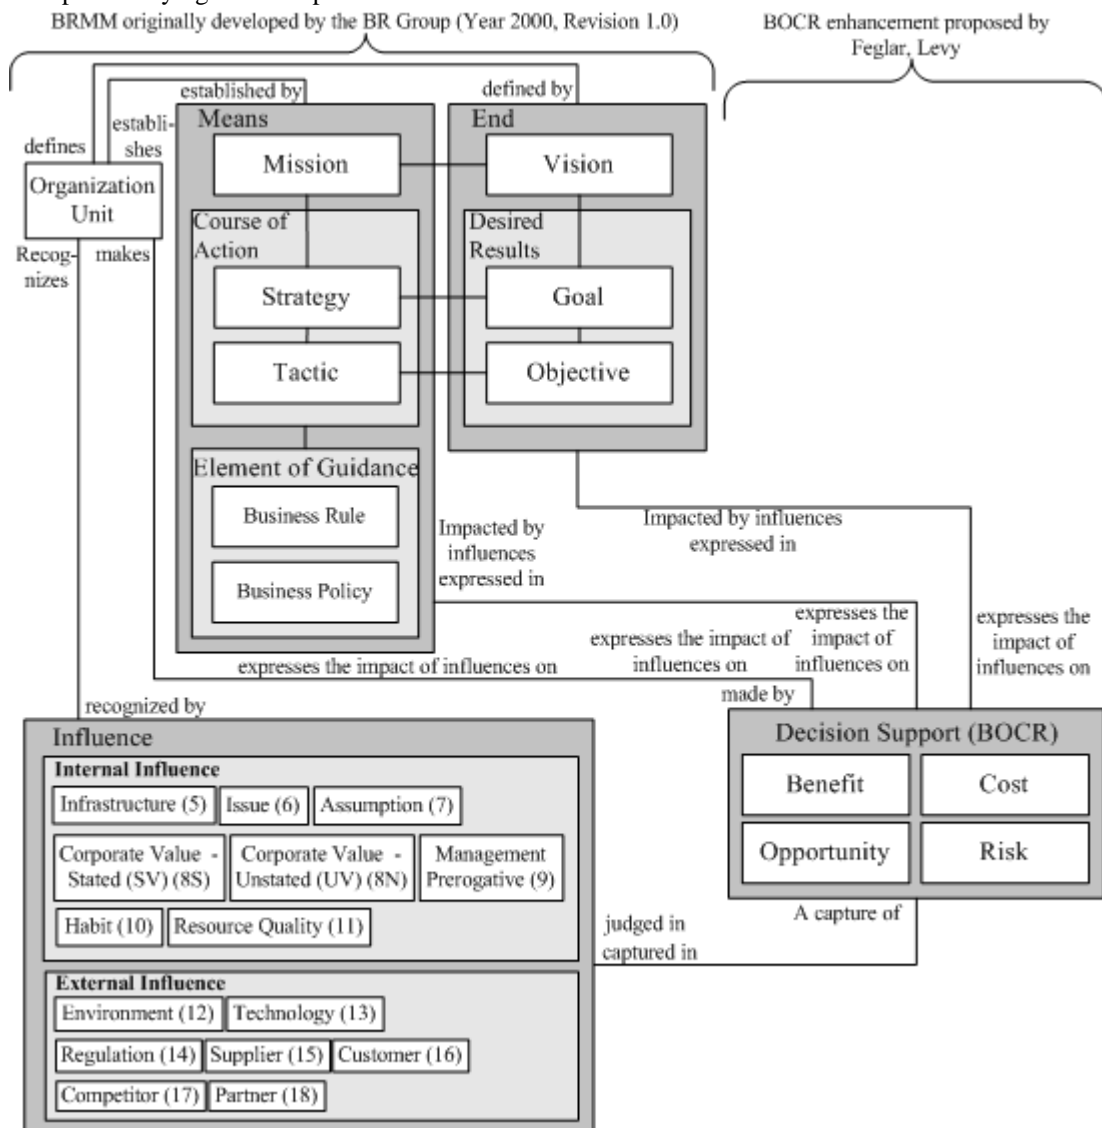 BRMM originally developed by the BR Group (Year 2000, Revision 1.0)
BOCR enhancement proposed by
Feglar, Levy
established by
defined by
establi-
shes
defines
Organization
Unit
Recog-
nizes
makes
Means
Mission
Course of
Action
Strategy
Tactic
Element of Guidance
Business Rule
Business Policy
End
Vision
Desired
Results
Goal
Objective
Impacted by
influences
expressed in
Impacted by influences
expressed in
expresses the impact of influences on
expresses the impact of
influences on
expresses the
impact of
influences on
expresses the
impact of
influences on
made by
recognized by
Influence
Internal Influence
Infrastructure (5)
Issue (6)
Assumption (7)
Corporate Value -
Stated (SV) (8S)
Corporate Value -
Unstated (UV) (8N)
Management
Prerogative (9)
Habit (10)
Resource Quality (11)
External Influence
Environment (12)
Technology (13)
Regulation (14)
Supplier (15)
Customer (16)
Competitor (17)
Partner (18)
Decision Support (BOCR)
Benefit
Cost
Opportunity
Risk
A capture of
judged in
captured in